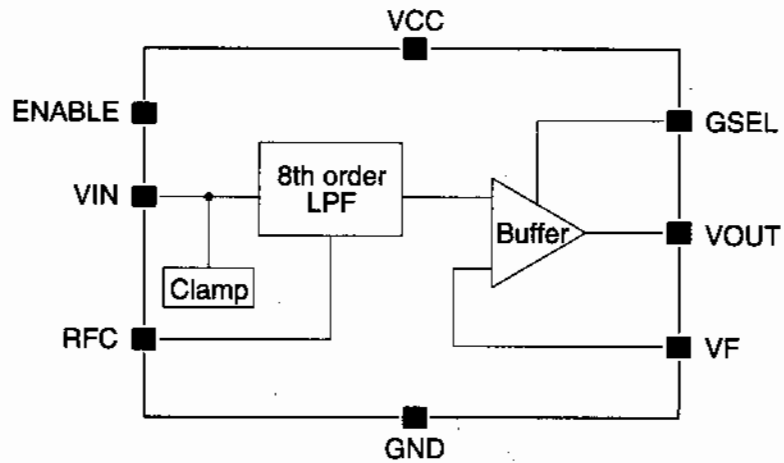 VCC
ENABLE
GSEL
VIN
8th order
LPF
Buffer
VOUT
Clamp
RFC
VF
GND